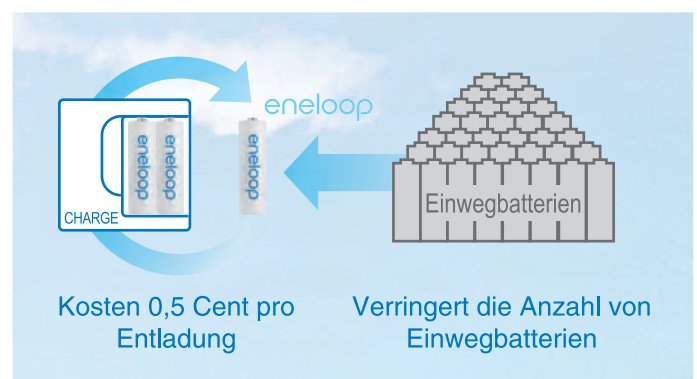 eneloop
eneloop
eneloop
eneloop
CHARGE
Einwegbatterien
Kosten 0,5 Cent pro
Entladung
Verringert die Anzahl von
Einwegbatterien